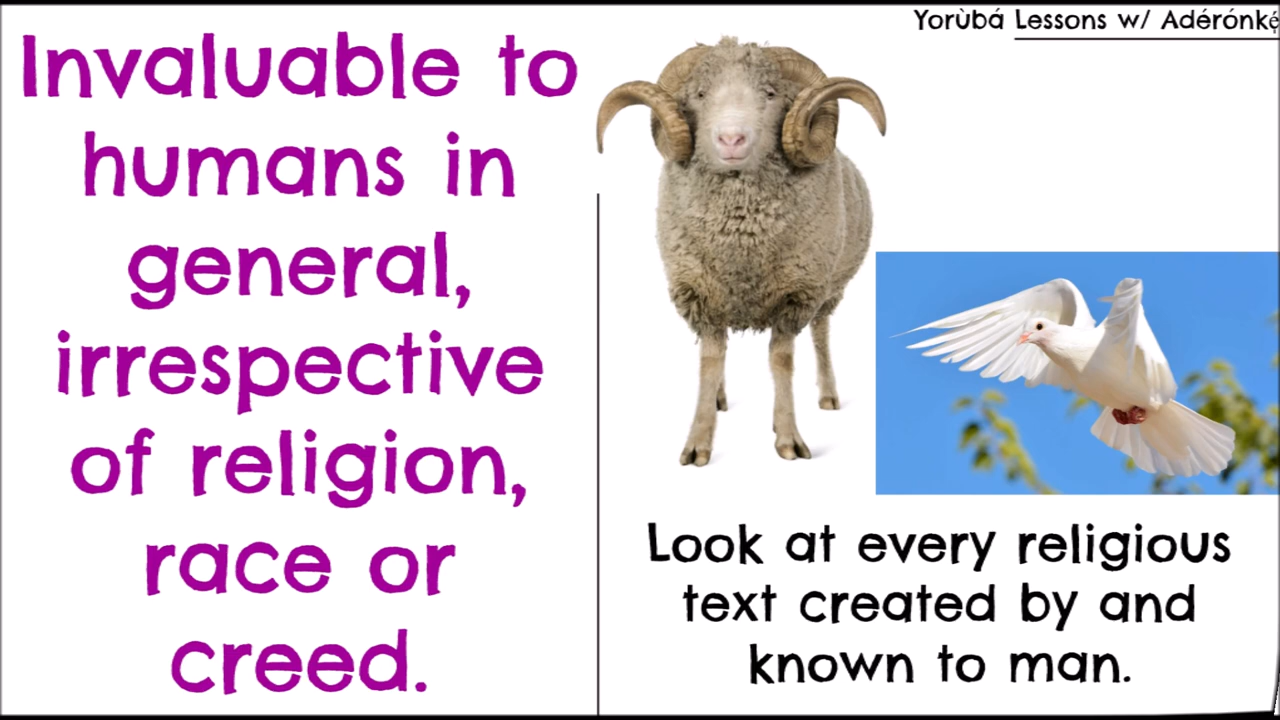 Yorùbá Lessons w/ Adérónkẹ́
Invaluable to
humans in
general,
irrespective
of religion,
race or
creed.
Look at every religious
text created by and
known to man.